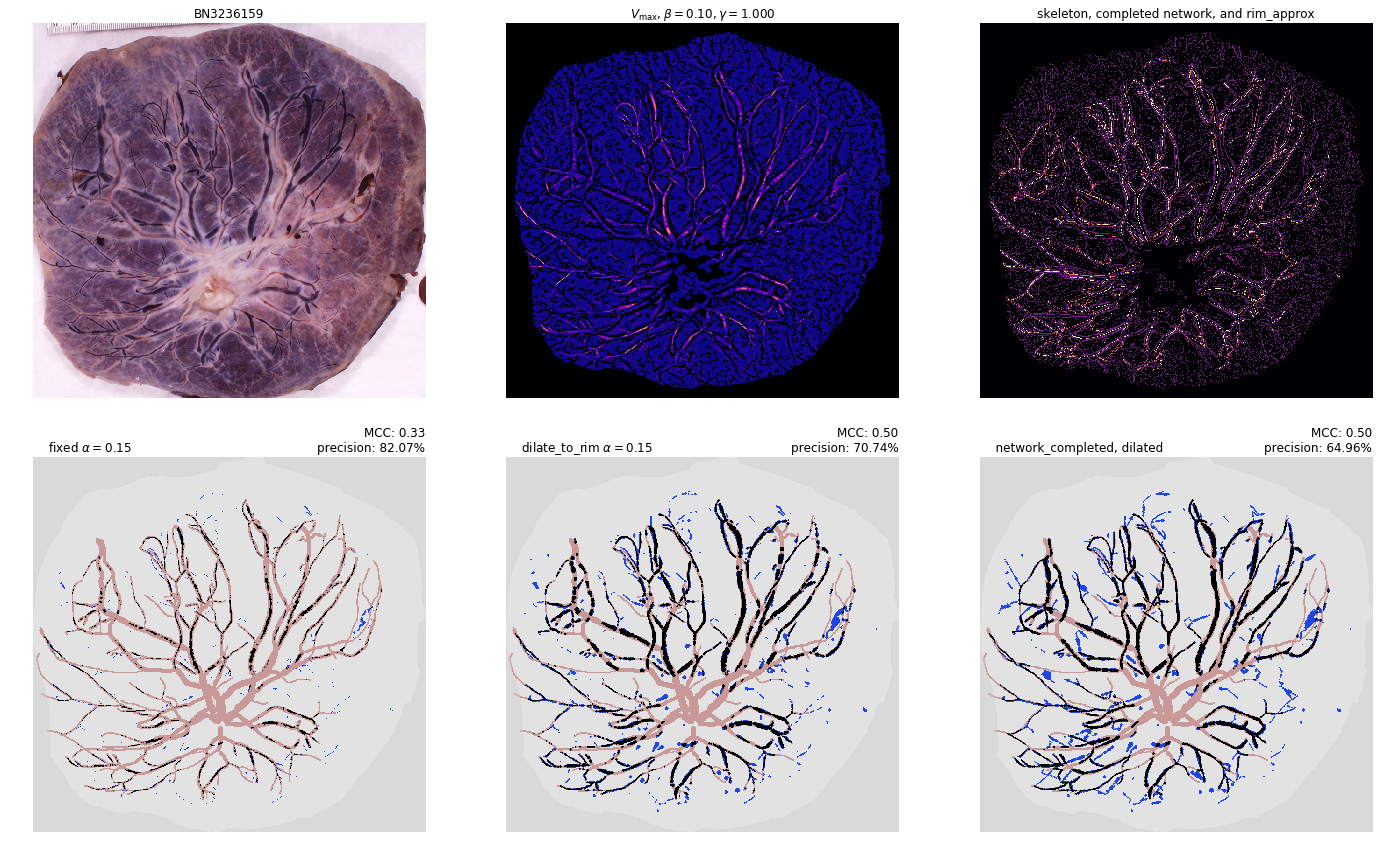 BN3236159
V_max, β = 0.10, γ = 1.000
skeleton, completed network, and rim_approx
fixed α = 0.15
MCC: 0.33
precision: 82.07%
dilate_to_rim α = 0.15
MCC: 0.50
precision: 70.74%
network_completed, dilated
MCC: 0.50
precision: 64.96%